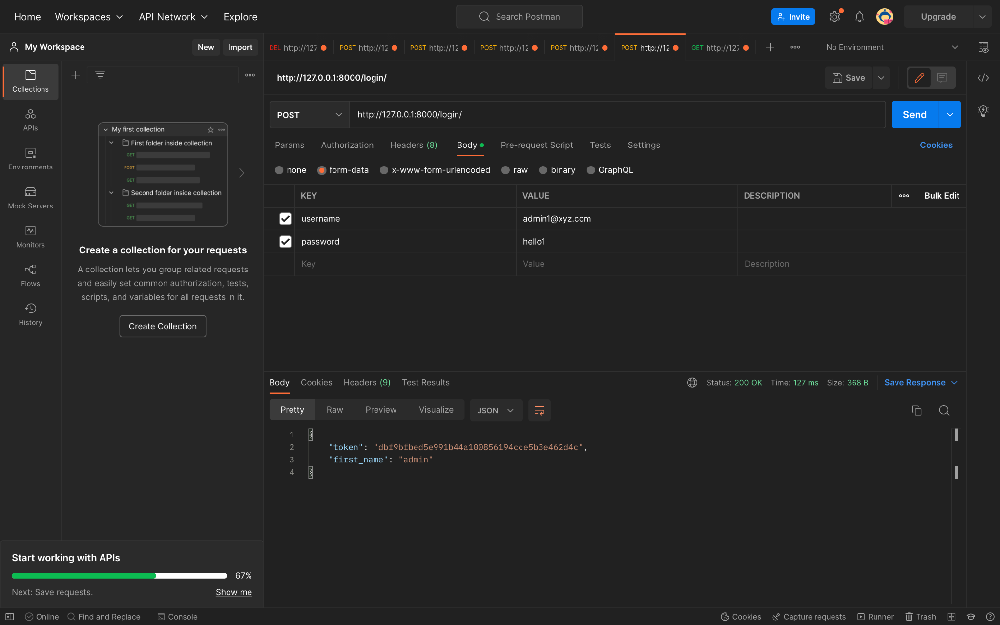 Home Workspaces API Network Explore Search Postman Invite Upgrade
My Workspace New Import DEL http://127 POST http://12 POST http://12 POST http://12 POST http://12 POST http://12 GET http://127 No Environment
Collections
APIs
Environments
Mock Servers
Monitors
Flows
History
My first collection
First folder inside collection
GET
POST
GET
Second folder inside collection
GET
GET
Create a collection for your requests
A collection lets you group related requests
and easily set common authorization, tests,
scripts, and variables for all requests in it.
Create Collection
Start working with APIs
67%
Next: Save requests. Show me
http://127.0.0.1:8000/login/ Save
POST http://127.0.0.1:8000/login/ Send
Params Authorization Headers (8) Body Pre-request Script Tests Settings Cookies
none form-data x-www-form-urlencoded raw binary GraphQL
KEY VALUE DESCRIPTION Bulk Edit
username admin1@xyz.com
password hello1
Key Value Description
Body Cookies Headers (9) Test Results Status: 200 OK Time: 127 ms Size: 368 B Save Response
Pretty Raw Preview Visualize JSON
1 {
2 "token": "dbf9bfbed5e991b44a100856194cce5b3e462d4c",
3 "first_name": "admin"
4 }
Online Find and Replace Console Cookies Capture requests Runner Trash